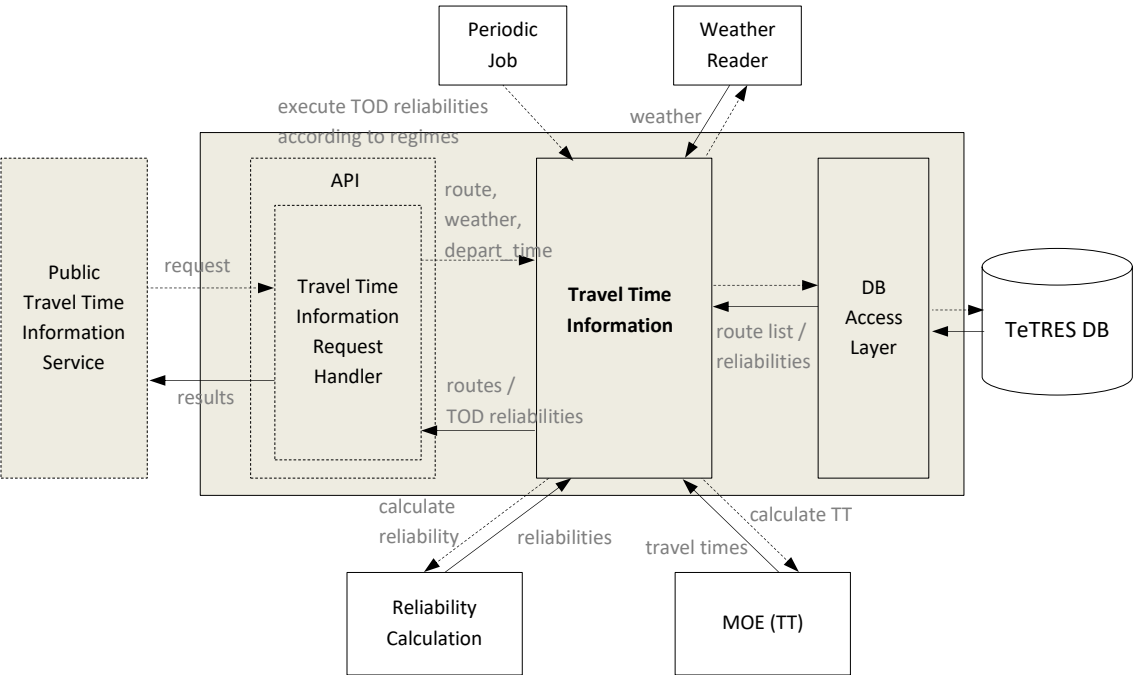 Periodic
Job
Weather
Reader
execute TOD reliabilities
according to regimes
weather
API
route,
weather,
depart_time
Public
Travel Time
Information
Service
request
results
Travel Time
Information
Request
Handler
routes /
TOD reliabilities
Travel Time
Information
route list /
reliabilities
DB
Access
Layer
TeTRES DB
calculate
reliability
reliabilities
calculate TT
travel times
Reliability
Calculation
MOE (TT)